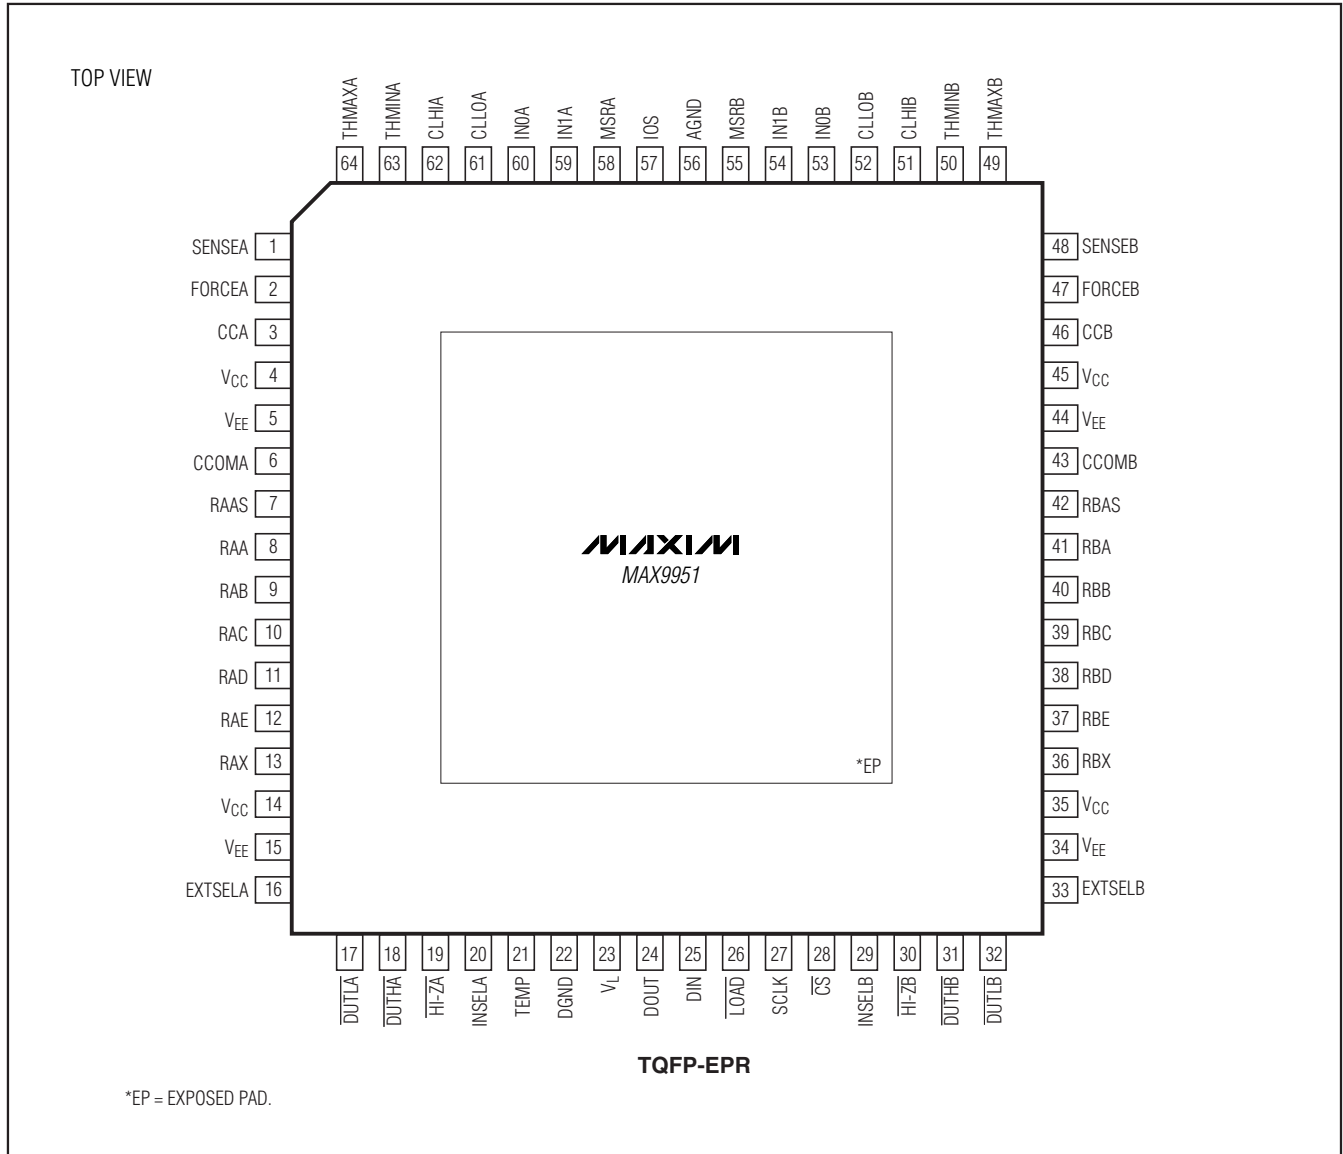 TOP VIEW
THMAXA THMINA CLHIA CLLOA IN0A IN1A MSRA IOS AGND MSRB IN1B IN0B CLLOB CLHIB THMINB THMAXB
64 63 62 61 60 59 58 57 56 55 54 53 52 51 50 49
SENSEA 1 48 SENSEB
FORCEA 2 47 FORCEB
CCA 3 46 CCB
VCC 4 45 VCC
VEE 5 44 VEE
CCOMA 6 43 CCOMB
RAAS 7 42 RBAS
RAA 8 41 RBA
RAB 9 40 RBB
RAC 10 39 RBC
RAD 11 38 RBD
RAE 12 37 RBE
RAX 13 36 RBX
VCC 14 35 VCC
VEE 15 34 VEE
EXTSELA 16 33 EXTSELB
MAXIM
MAX9951
*EP
17 18 19 20 21 22 23 24 25 26 27 28 29 30 31 32
DUTLA DUTHA HI-ZA INSELA TEMP DGND VL DOUT DIN LOAD SCLK CS INSELB HI-ZB DUTHB DUTLB
TQFP-EPR
*EP = EXPOSED PAD.